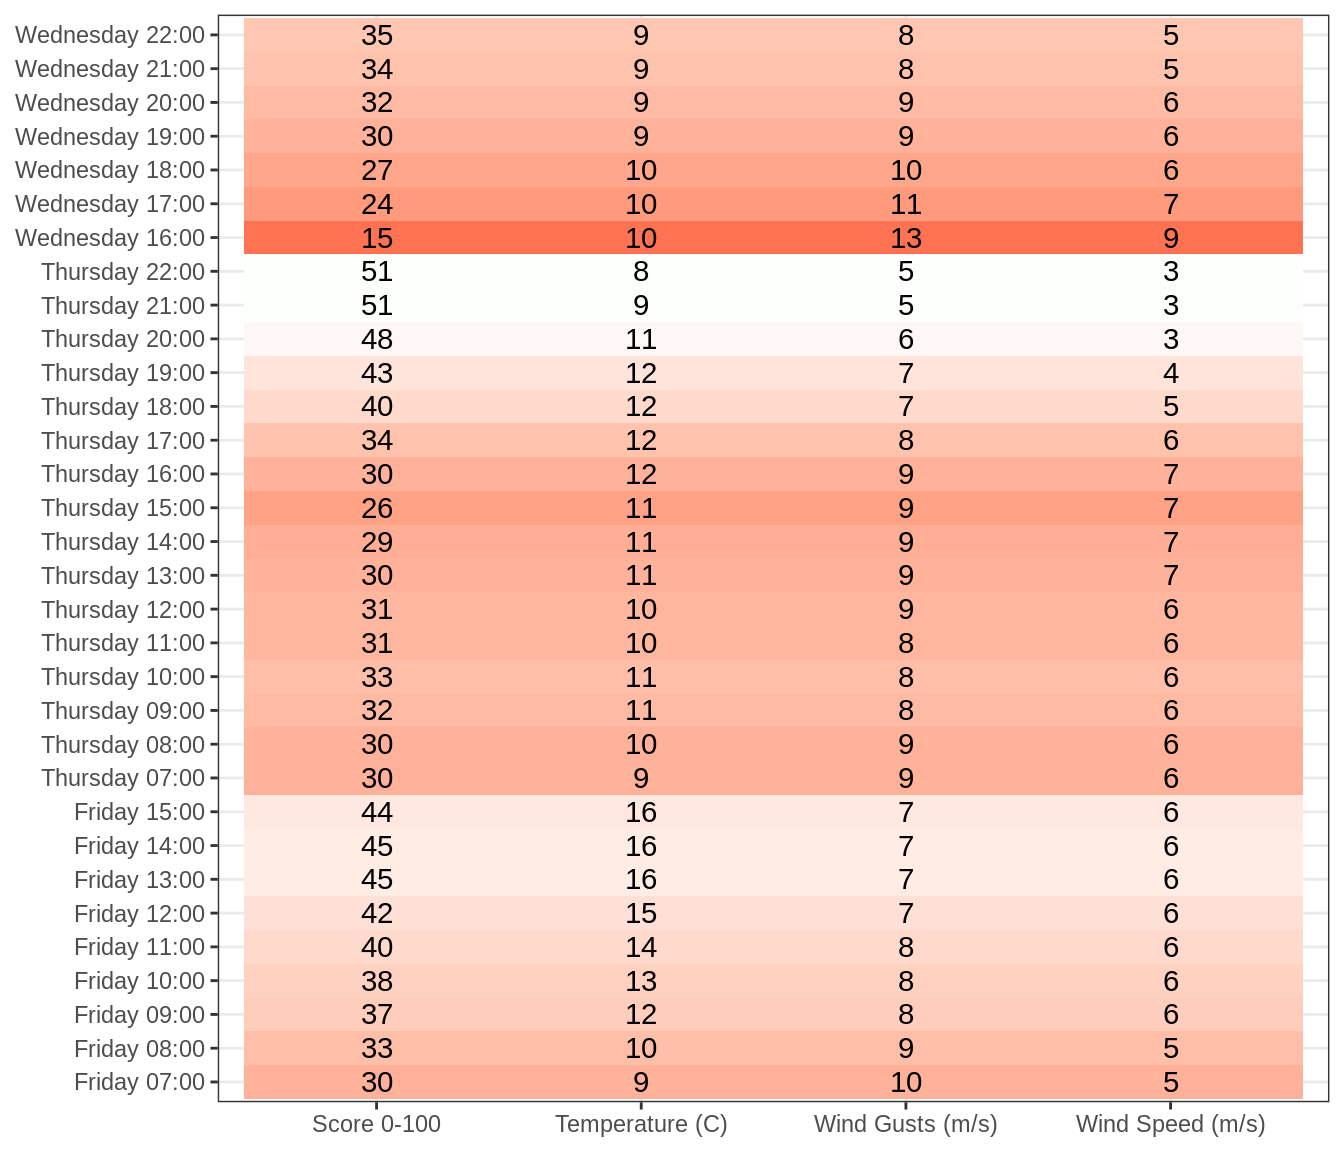 Wednesday 22:00 35 9 8 5
Wednesday 21:00 34 9 8 5
Wednesday 20:00 32 9 9 6
Wednesday 19:00 30 9 9 6
Wednesday 18:00 27 10 10 6
Wednesday 17:00 24 10 11 7
Wednesday 16:00 15 10 13 9
Thursday 22:00 51 8 5 3
Thursday 21:00 51 9 5 3
Thursday 20:00 48 11 6 3
Thursday 19:00 43 12 7 4
Thursday 18:00 40 12 7 5
Thursday 17:00 34 12 8 6
Thursday 16:00 30 12 9 7
Thursday 15:00 26 11 9 7
Thursday 14:00 29 11 9 7
Thursday 13:00 30 11 9 7
Thursday 12:00 31 10 9 6
Thursday 11:00 31 10 8 6
Thursday 10:00 33 11 8 6
Thursday 09:00 32 11 8 6
Thursday 08:00 30 10 9 6
Thursday 07:00 30 9 9 6
Friday 15:00 44 16 7 6
Friday 14:00 45 16 7 6
Friday 13:00 45 16 7 6
Friday 12:00 42 15 7 6
Friday 11:00 40 14 8 6
Friday 10:00 38 13 8 6
Friday 09:00 37 12 8 6
Friday 08:00 33 10 9 5
Friday 07:00 30 9 10 5
Score 0-100 Temperature (C) Wind Gusts (m/s) Wind Speed (m/s)